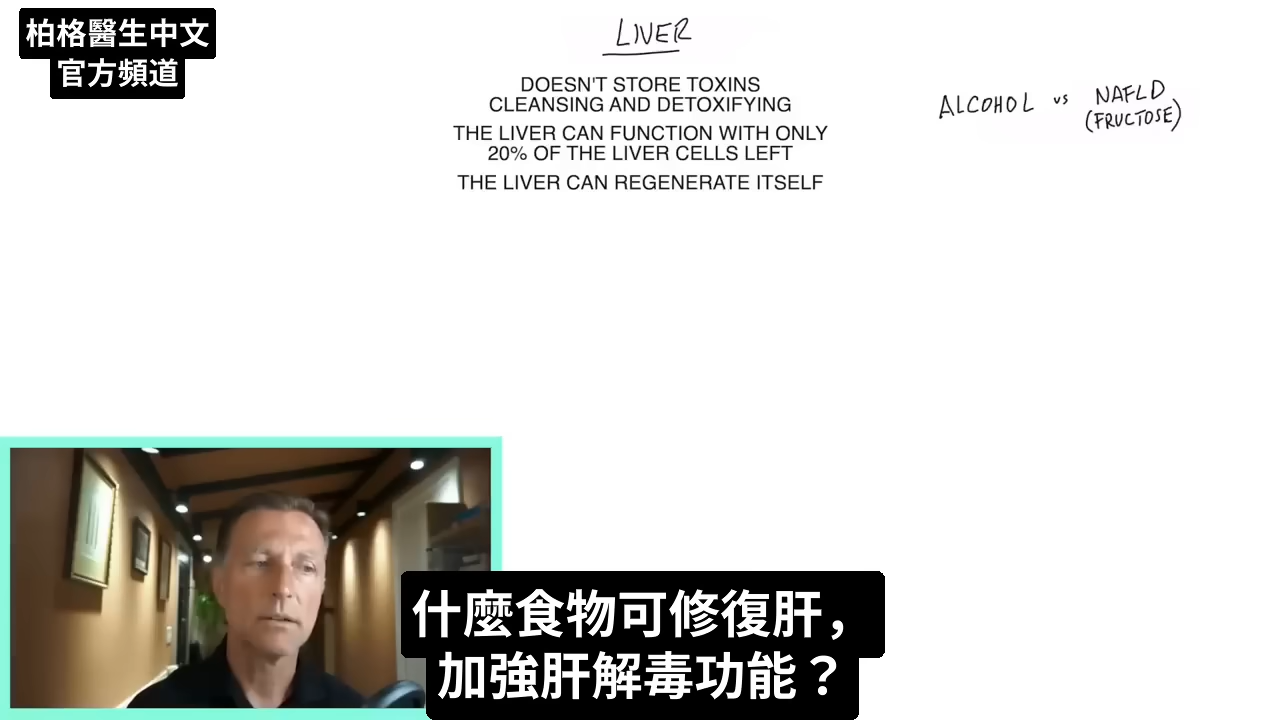 柏格醫生中文
官方頻道
LIVER
DOESN'T STORE TOXINS
CLEANSING AND DETOXIFYING
THE LIVER CAN FUNCTION WITH ONLY
20% OF THE LIVER CELLS LEFT
THE LIVER CAN REGENERATE ITSELF
ALCOHOL vs NAFLD
(FRUCTOSE)
什麼食物可修復肝，
加強肝解毒功能？